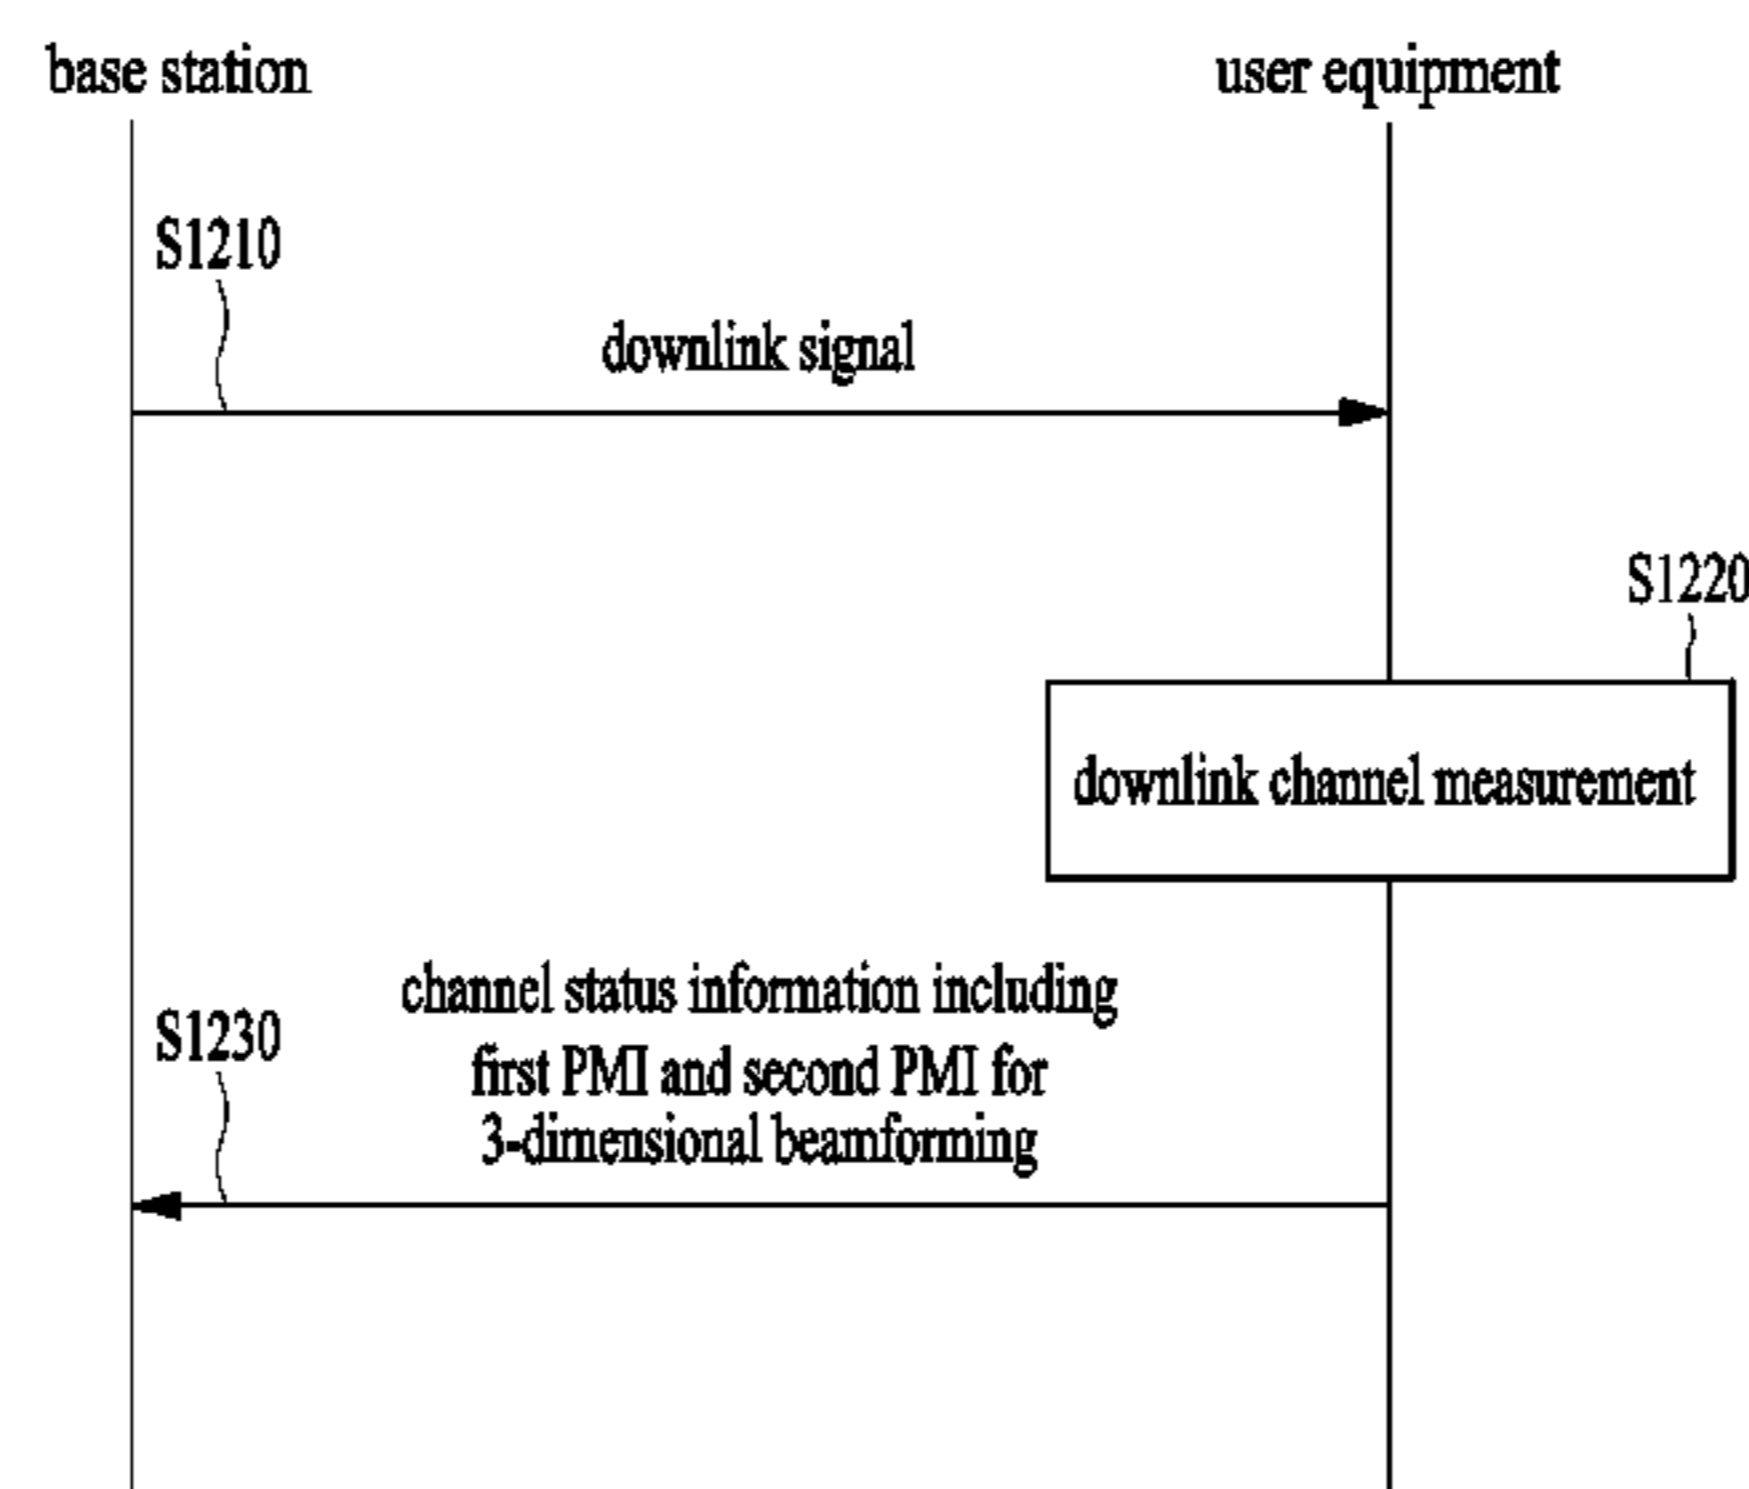 base station
user equipment
S1210
downlink signal
S1220
downlink channel measurement
channel status information including
S1230
first PMI and second PMI for
3-dimensional beamforming